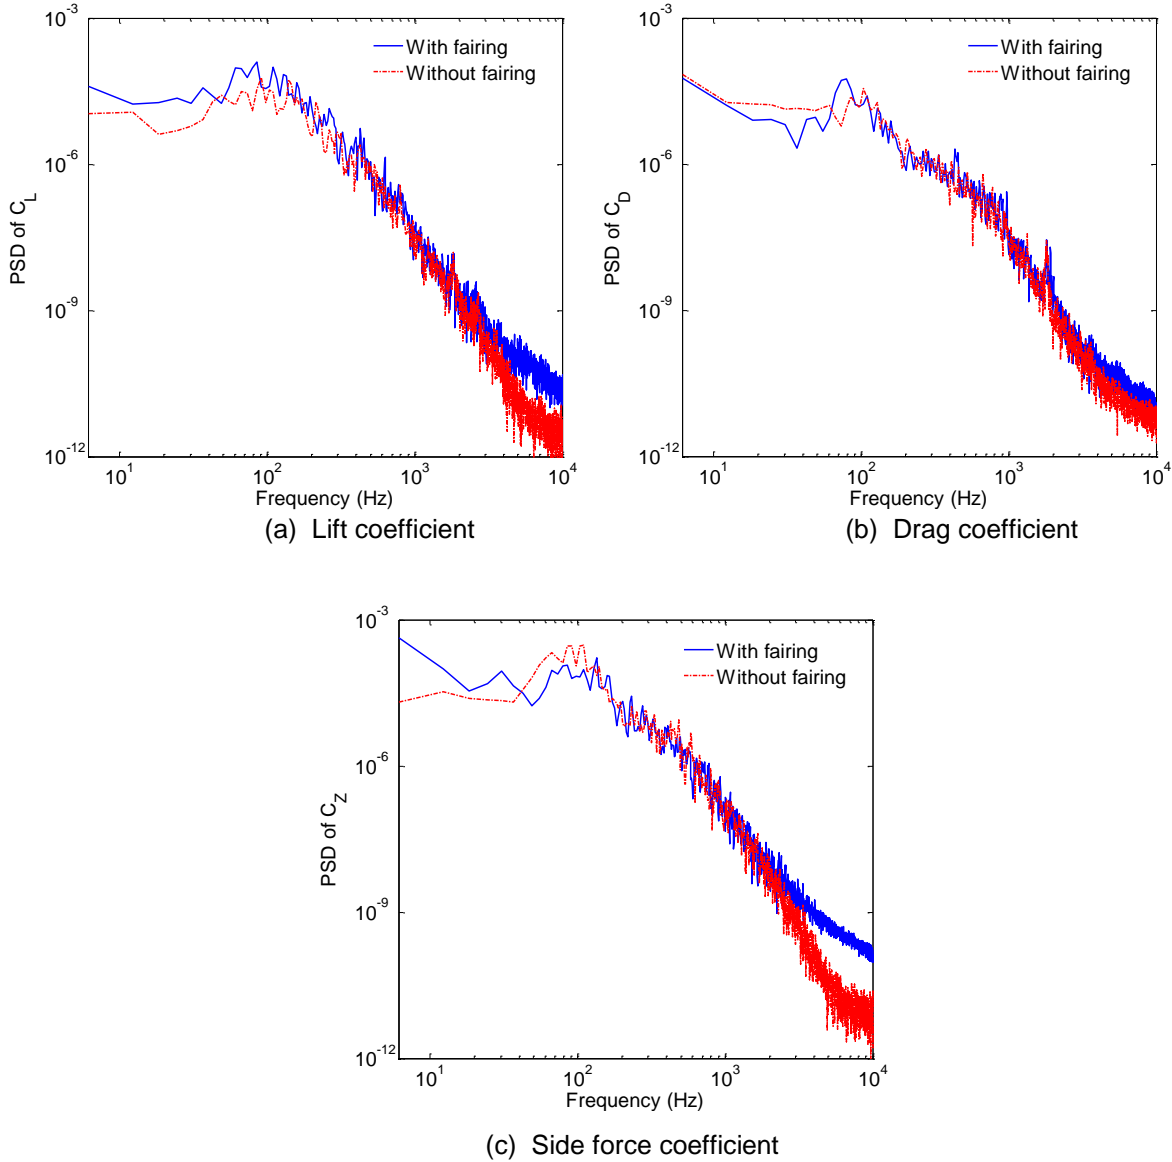 10^-3
10^-6
10^-9
10^-12
PSD of C_L
With fairing
Without fairing
10^1 10^2 10^3 10^4
Frequency (Hz)
(a) Lift coefficient
10^-3
10^-6
10^-9
10^-12
PSD of C_D
With fairing
Without fairing
10^1 10^2 10^3 10^4
Frequency (Hz)
(b) Drag coefficient
10^-3
10^-6
10^-9
10^-12
PSD of C_Z
With fairing
Without fairing
10^1 10^2 10^3 10^4
Frequency (Hz)
(c) Side force coefficient